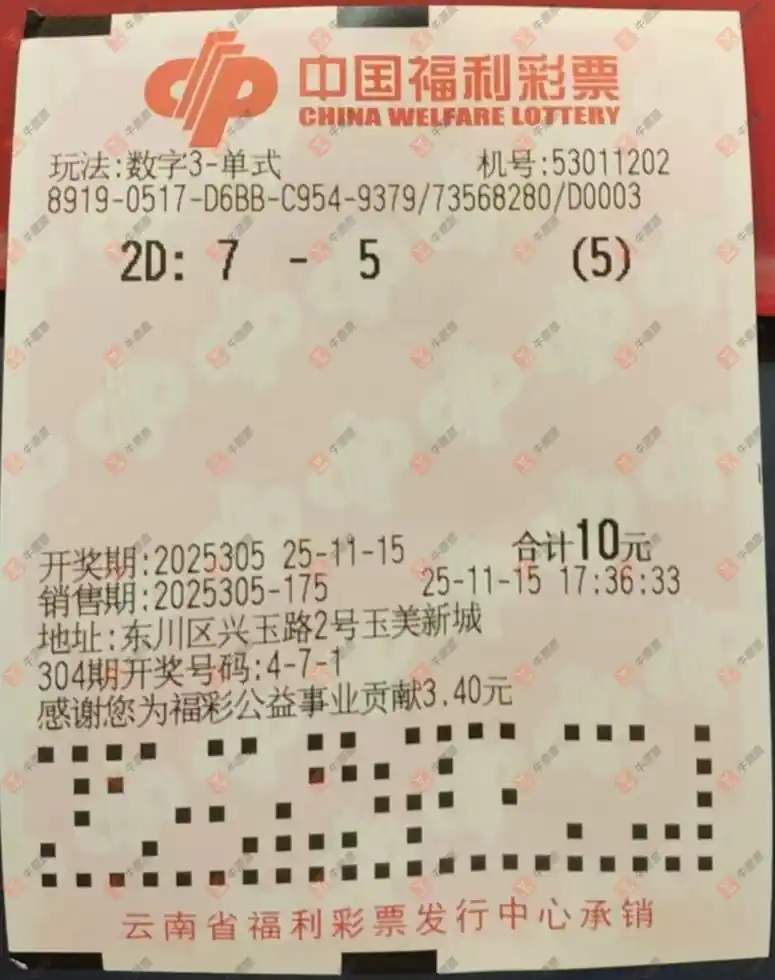 中国福利彩票
CHINA WELFARE LOTTERY
玩法:数字3-单式 机号:53011202
8919-0517-D6BB-C954-9379/73568280/D0003
2D: 7 - 5 (5)
开奖期:2025305 25-11-15 合计10元
销售期:2025305-175 25-11-15 17:36:33
地址:东川区兴玉路2号玉美新城
304期开奖号码:4-7-1
感谢您为福彩公益事业贡献3.40元
云南省福利彩票发行中心承销